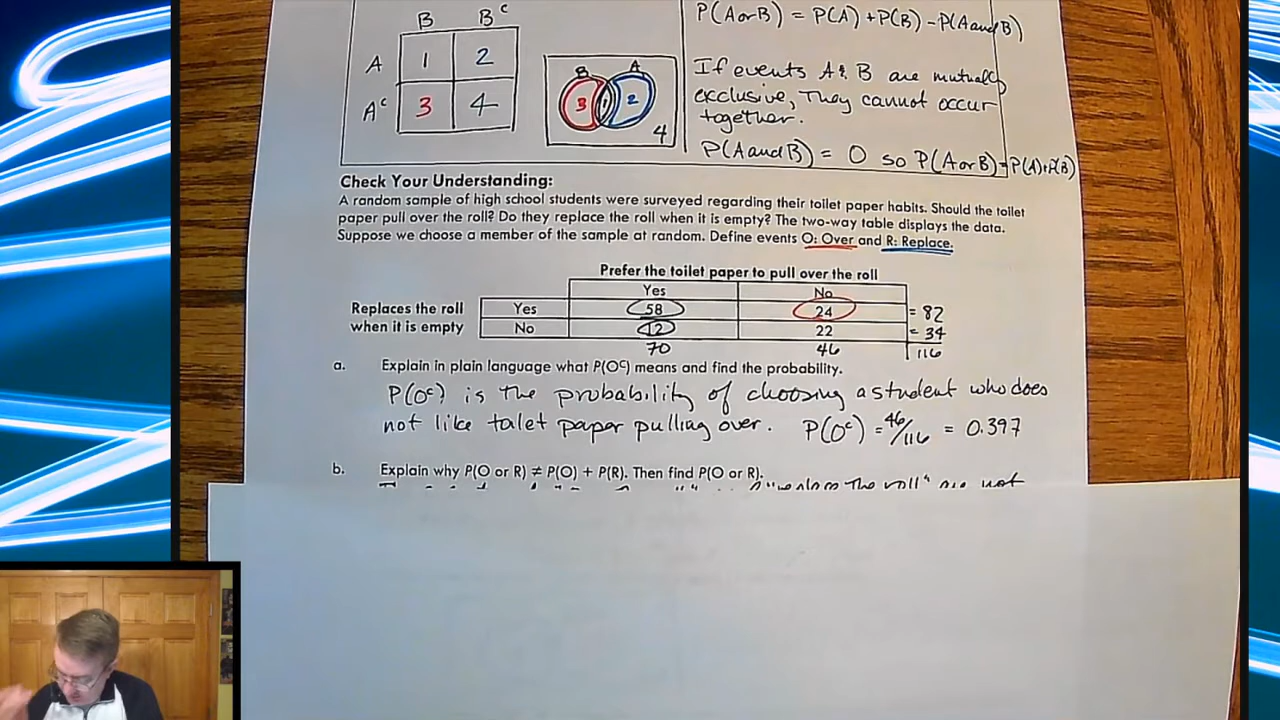 B B^c
A 1 2
A^c 3 4
B A
3 1 2
4
P(A or B) = P(A) + P(B) - P(A and B)
If events A & B are mutually
exclusive, They cannot occur
together.
P(A and B) = 0 so P(A or B) = P(A)+P(B)
Check Your Understanding:
A random sample of high school students were surveyed regarding their toilet paper habits. Should the toilet
paper pull over the roll? Do they replace the roll when it is empty? The two-way table displays the data.
Suppose we choose a member of the sample at random. Define events O: Over and R: Replace.
Prefer the toilet paper to pull over the roll
Yes No
Replaces the roll Yes 58 24 = 82
when it is empty No 12 22 = 34
70 46 116
a. Explain in plain language what P(O^C) means and find the probability.
P(O^c) is the probability of choosing a student who does
not like toilet paper pulling over. P(O^c) = 46/116 = 0.397
b. Explain why P(O or R) ≠ P(O) + P(R). Then find P(O or R).
"replace the roll" are not